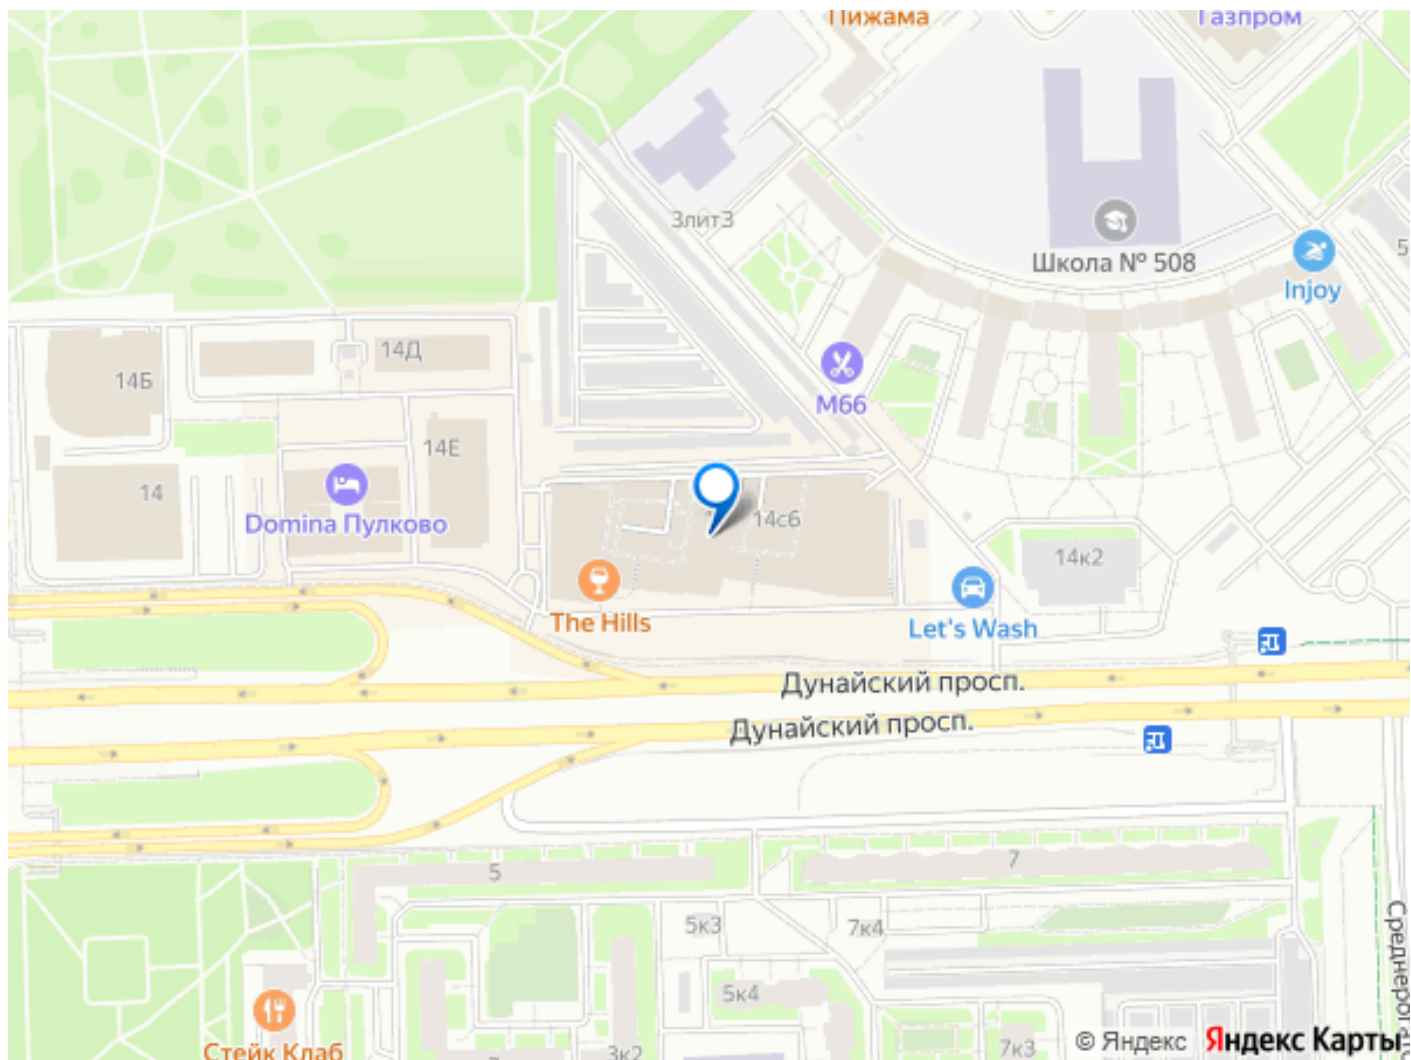 Пижама
Газпром
3лит3
Школа № 508
5
Injoy
14Д
14Б
М66
14Е
14
Domina Пулково
14с6
14к2
The Hills
Let's Wash
Дунайский просп.
Дунайский просп.
5
7
5к3
7к4
5к4
Стейк Клаб
3к2
7к3
© Яндекс
Яндекс Карты